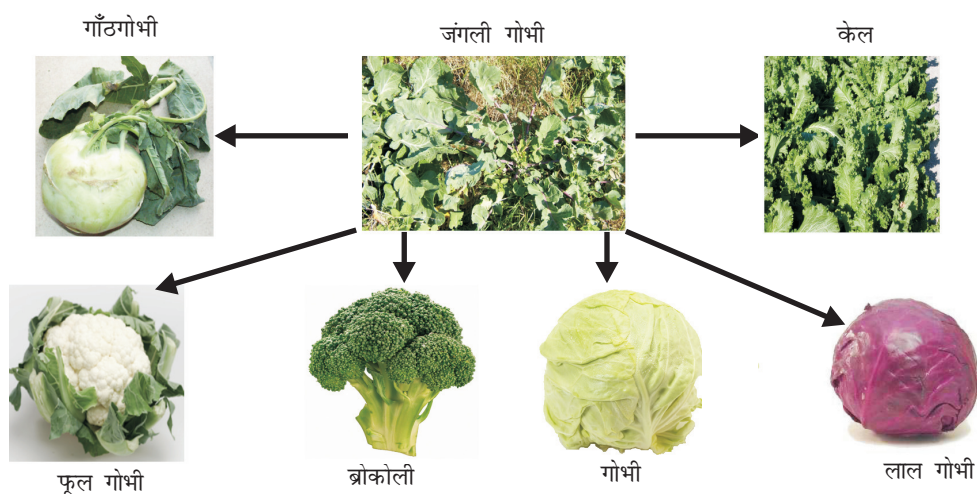 गाँठगोभी
जंगली गोभी
केल
फूल गोभी
ब्रोकोली
गोभी
लाल गोभी